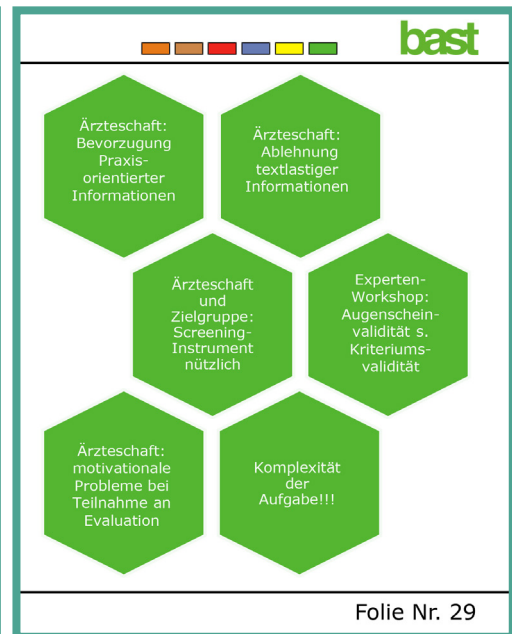 bast
Ärzteschaft:
Bevorzugung
Praxis-
orientierter
Informationen
Ärzteschaft:
Ablehnung
textlastiger
Informationen
Ärzteschaft
und
Zielgruppe:
Screening-
Instrument
nützlich
Experten-
Workshop:
Augenschein-
validität s.
Kriteriums-
validität
Ärzteschaft:
motivationale
Probleme bei
Teilnahme an
Evaluation
Komplexität
der
Aufgabe!!!
Folie Nr. 29